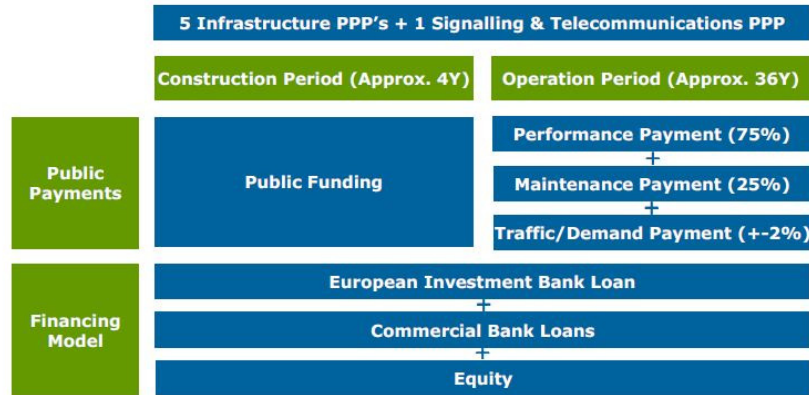 5 Infrastructure PPP's + 1 Signalling & Telecommunications PPP
Construction Period (Approx. 4Y)
Operation Period (Approx. 36Y)
Public
Payments
Public Funding
Performance Payment (75%)
+
Maintenance Payment (25%)
+
Traffic/Demand Payment (+-2%)
Financing
Model
European Investment Bank Loan
+
Commercial Bank Loans
+
Equity